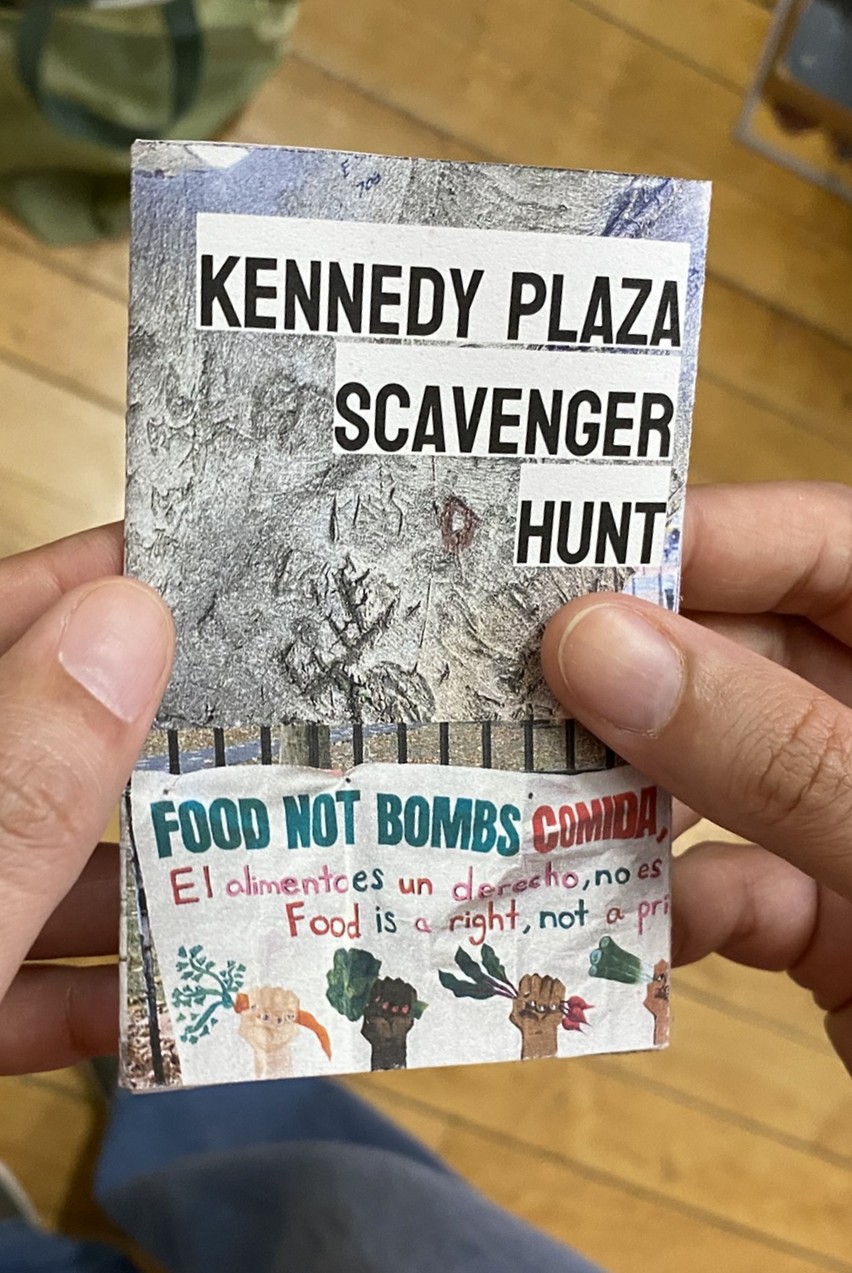 KENNEDY PLAZA
SCAVENGER
HUNT
FOOD NOT BOMBS COMIDA,
El alimento es un derecho, no es
Food is a right, not a pri